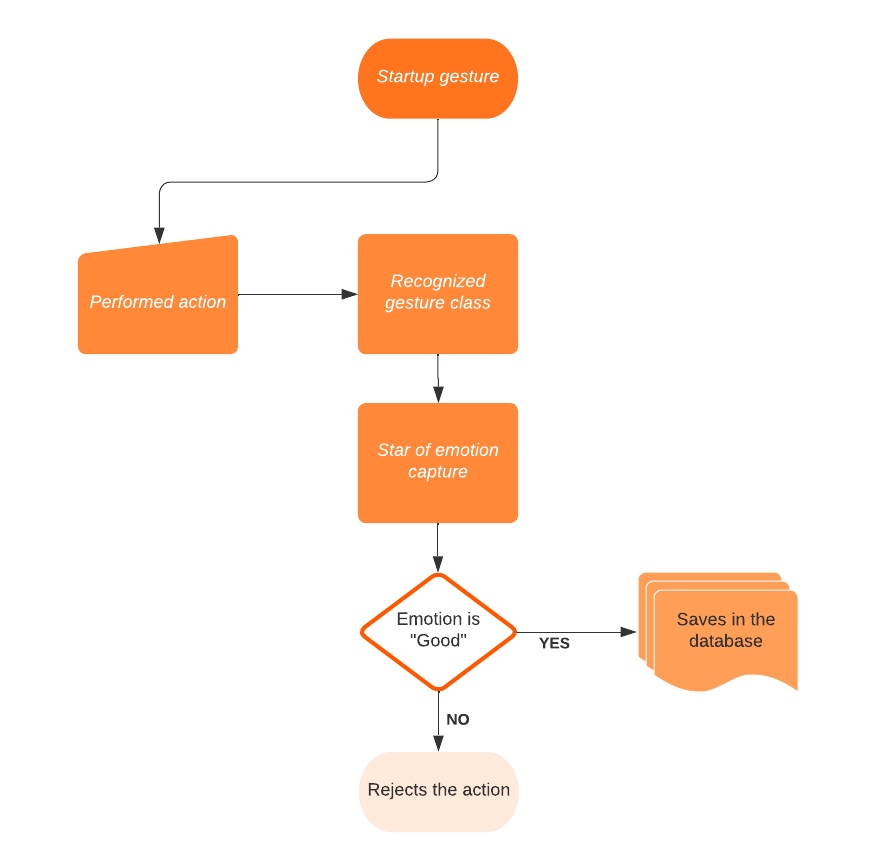 Startup gesture
Performed action
Recognized
gesture class
Star of emotion
capture
Emotion is
"Good"
YES
Saves in the
database
NO
Rejects the action